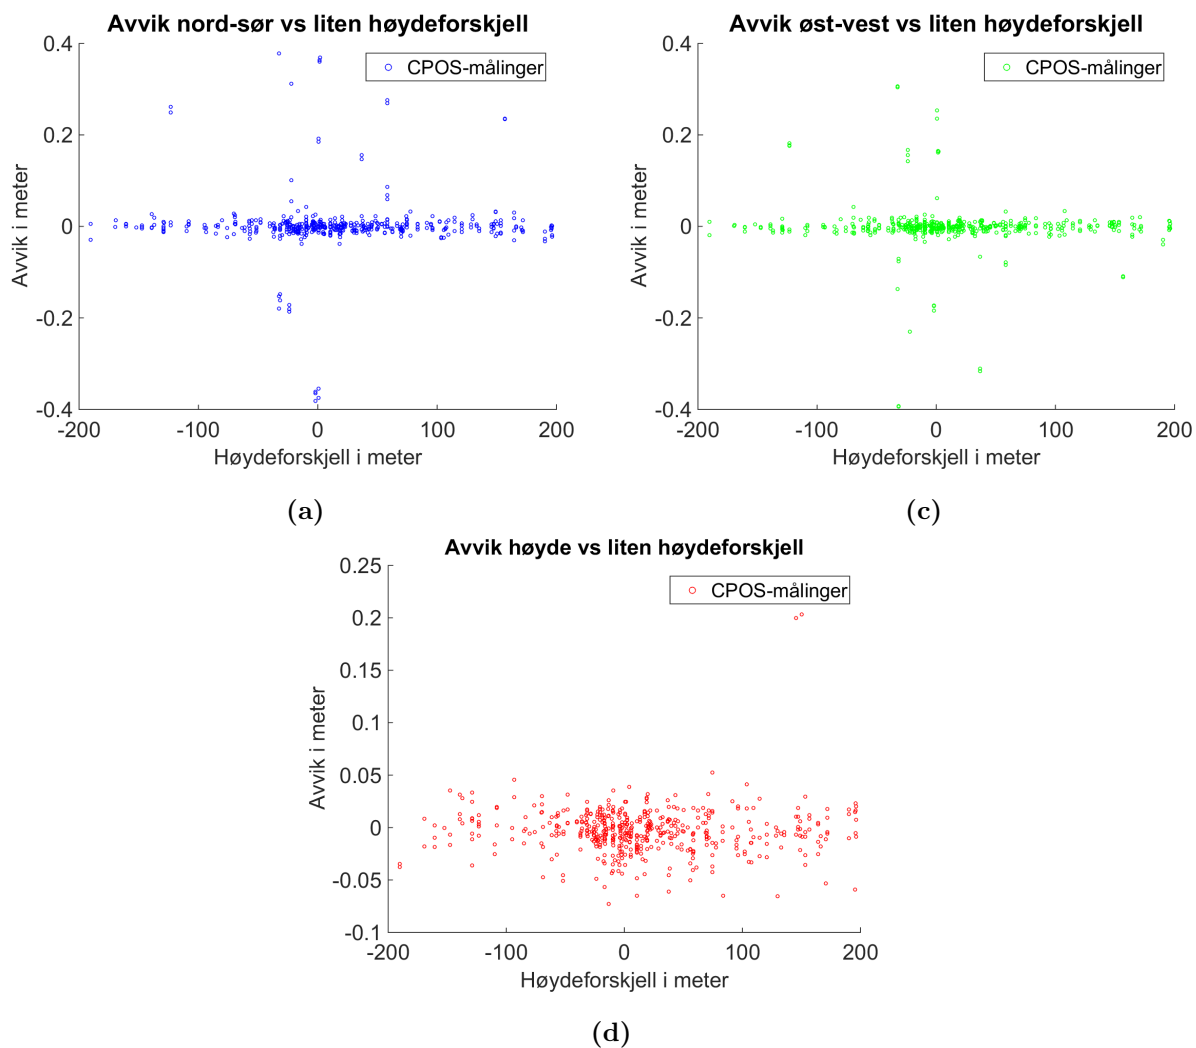 Avvik nord-sør vs liten høydeforskjell
CPOS-målinger
0.4
0.2
0
-0.2
-0.4
Avvik i meter
-200 -100 0 100 200
Høydeforskjell i meter
(a)
Avvik øst-vest vs liten høydeforskjell
CPOS-målinger
0.4
0.2
0
-0.2
-0.4
Avvik i meter
-200 -100 0 100 200
Høydeforskjell i meter
(c)
Avvik høyde vs liten høydeforskjell
CPOS-målinger
0.25
0.2
0.15
0.1
0.05
0
-0.05
-0.1
Avvik i meter
-200 -100 0 100 200
Høydeforskjell i meter
(d)